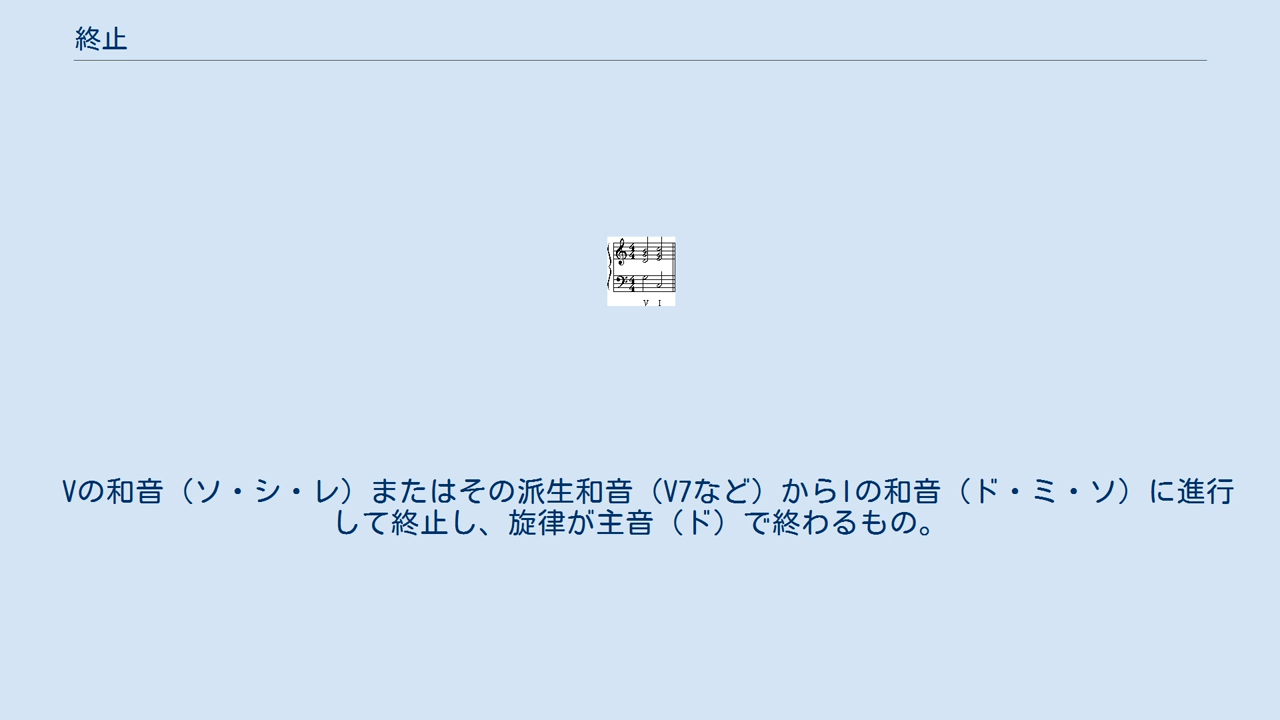 終止
V I
Vの和音（ソ・シ・レ）またはその派生和音（V7など）からIの和音（ド・ミ・ソ）に進行
して終止し、旋律が主音（ド）で終わるもの。